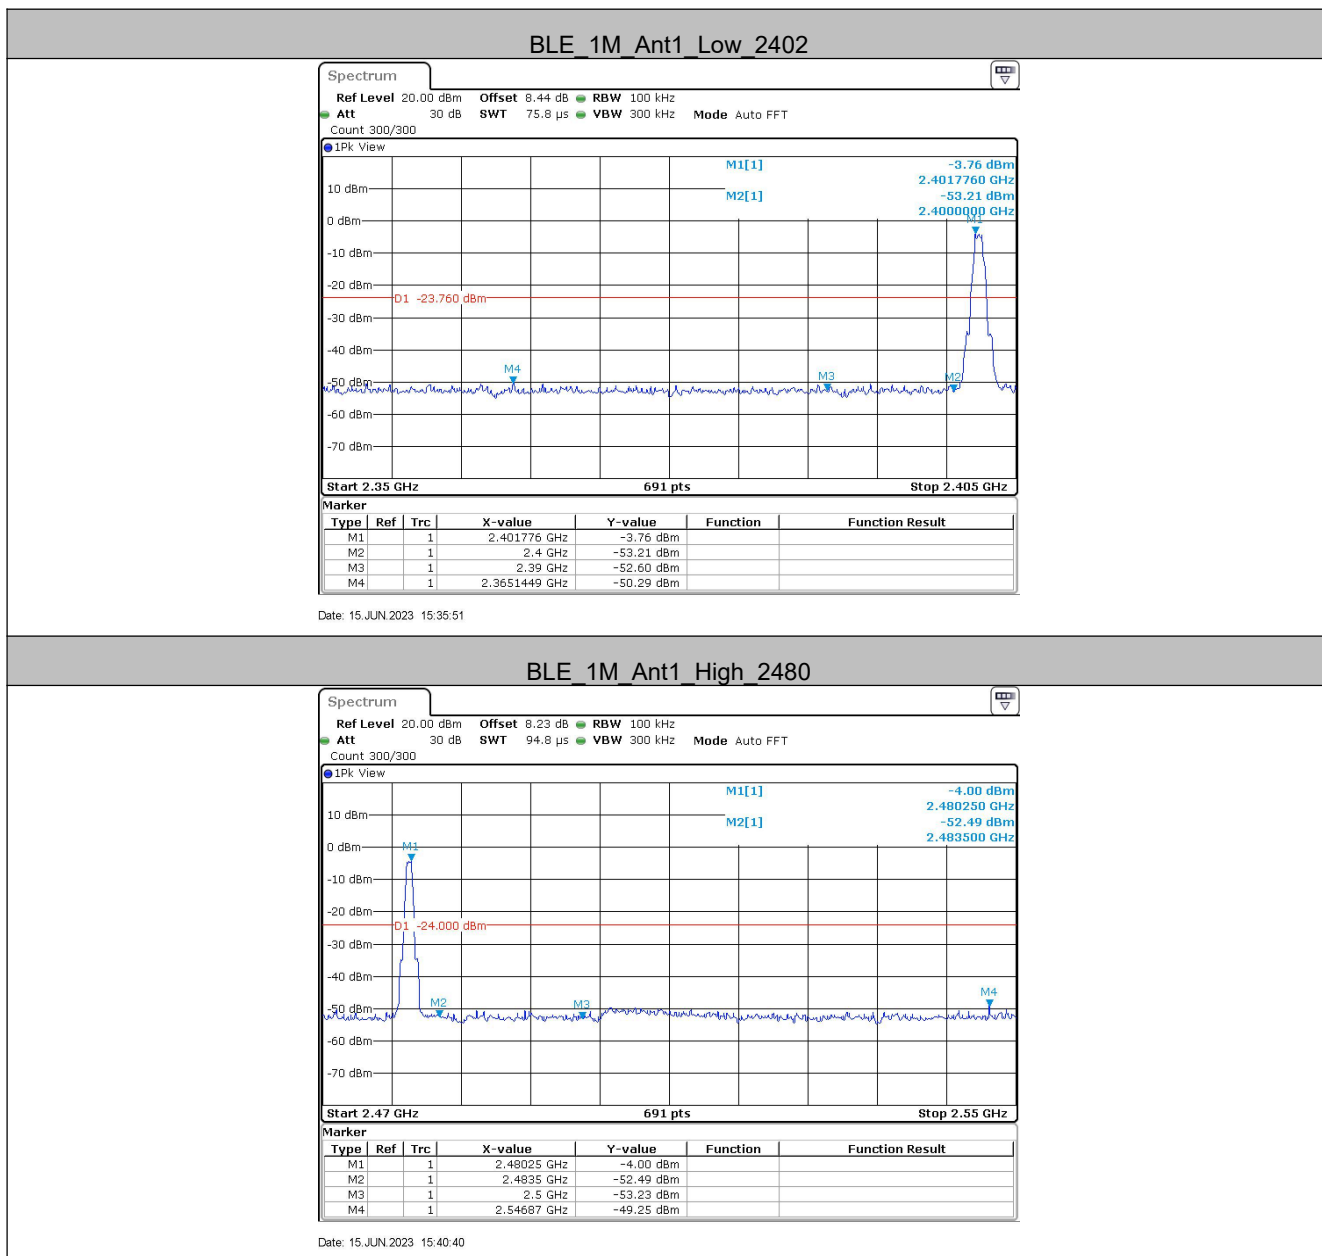 BLE_1M_Ant1_Low_2402
Spectrum
Ref Level 20.00 dBm Offset 8.44 dB RBW 100 kHz
Att 30 dB SWT 75.8 µs VBW 300 kHz Mode Auto FFT
Count 300/300
1Pk View
M1[1] -3.76 dBm
2.4017760 GHz
M2[1] -53.21 dBm
2.4000000 GHz
10 dBm
0 dBm
M1
-10 dBm
-20 dBm
D1 -23.760 dBm
-30 dBm
-40 dBm
M4
M3
M2
-50 dBm
-60 dBm
-70 dBm
Start 2.35 GHz 691 pts Stop 2.405 GHz
Marker
Type Ref Trc X-value Y-value Function Function Result
M1 1 2.401776 GHz -3.76 dBm
M2 1 2.4 GHz -53.21 dBm
M3 1 2.39 GHz -52.60 dBm
M4 1 2.3651449 GHz -50.29 dBm
Date: 15.JUN.2023 15:35:51
BLE_1M_Ant1_High_2480
Spectrum
Ref Level 20.00 dBm Offset 8.23 dB RBW 100 kHz
Att 30 dB SWT 94.8 µs VBW 300 kHz Mode Auto FFT
Count 300/300
1Pk View
M1[1] -4.00 dBm
2.480250 GHz
M2[1] -52.49 dBm
2.483500 GHz
10 dBm
0 dBm
M1
-10 dBm
-20 dBm
D1 -24.000 dBm
-30 dBm
-40 dBm
M4
M2
M3
-50 dBm
-60 dBm
-70 dBm
Start 2.47 GHz 691 pts Stop 2.55 GHz
Marker
Type Ref Trc X-value Y-value Function Function Result
M1 1 2.48025 GHz -4.00 dBm
M2 1 2.4835 GHz -52.49 dBm
M3 1 2.5 GHz -53.23 dBm
M4 1 2.54687 GHz -49.25 dBm
Date: 15.JUN.2023 15:40:40